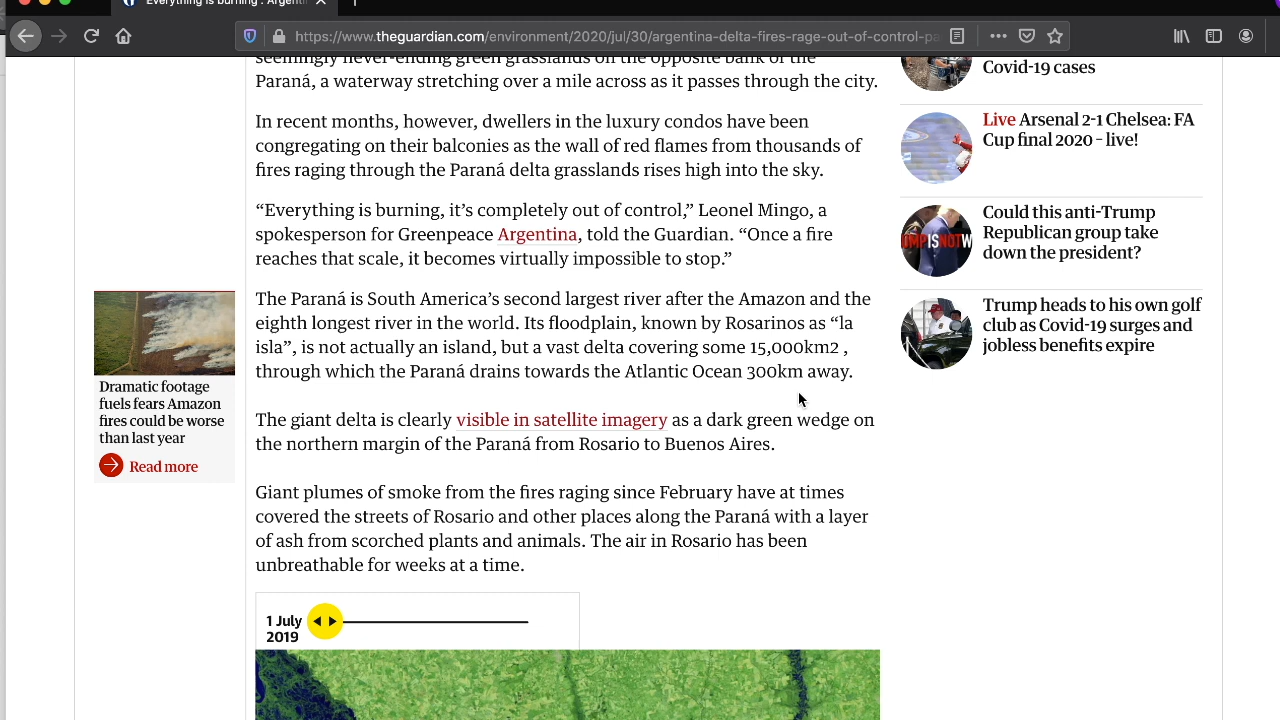 Everything is burning': Argenti
https://www.theguardian.com/environment/2020/jul/30/argentina-delta-fires-rage-out-of-control-pa
seemingly never-ending green grasslands on the opposite bank of the
Paraná, a waterway stretching over a mile across as it passes through the city.
In recent months, however, dwellers in the luxury condos have been
congregating on their balconies as the wall of red flames from thousands of
fires raging through the Paraná delta grasslands rises high into the sky.
“Everything is burning, it’s completely out of control,” Leonel Mingo, a
spokesperson for Greenpeace Argentina, told the Guardian. “Once a fire
reaches that scale, it becomes virtually impossible to stop.”
The Paraná is South America’s second largest river after the Amazon and the
eighth longest river in the world. Its floodplain, known by Rosarinos as “la
isla”, is not actually an island, but a vast delta covering some 15,000km2 ,
through which the Paraná drains towards the Atlantic Ocean 300km away.
The giant delta is clearly visible in satellite imagery as a dark green wedge on
the northern margin of the Paraná from Rosario to Buenos Aires.
Giant plumes of smoke from the fires raging since February have at times
covered the streets of Rosario and other places along the Paraná with a layer
of ash from scorched plants and animals. The air in Rosario has been
unbreathable for weeks at a time.
1 July
2019
Dramatic footage
fuels fears Amazon
fires could be worse
than last year
Read more
Covid-19 cases
Live Arsenal 2-1 Chelsea: FA
Cup final 2020 – live!
Could this anti-Trump
Republican group take
down the president?
Trump heads to his own golf
club as Covid-19 surges and
jobless benefits expire